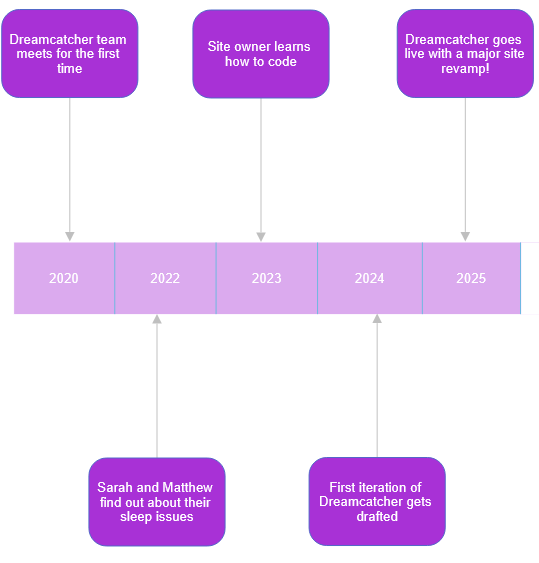 Dreamcatcher team
meets for the first
time
Site owner learns
how to code
Dreamcatcher goes
live with a major site
revamp!
2020
2022
2023
2024
2025
Sarah and Matthew
find out about their
sleep issues
First iteration of
Dreamcatcher gets
drafted